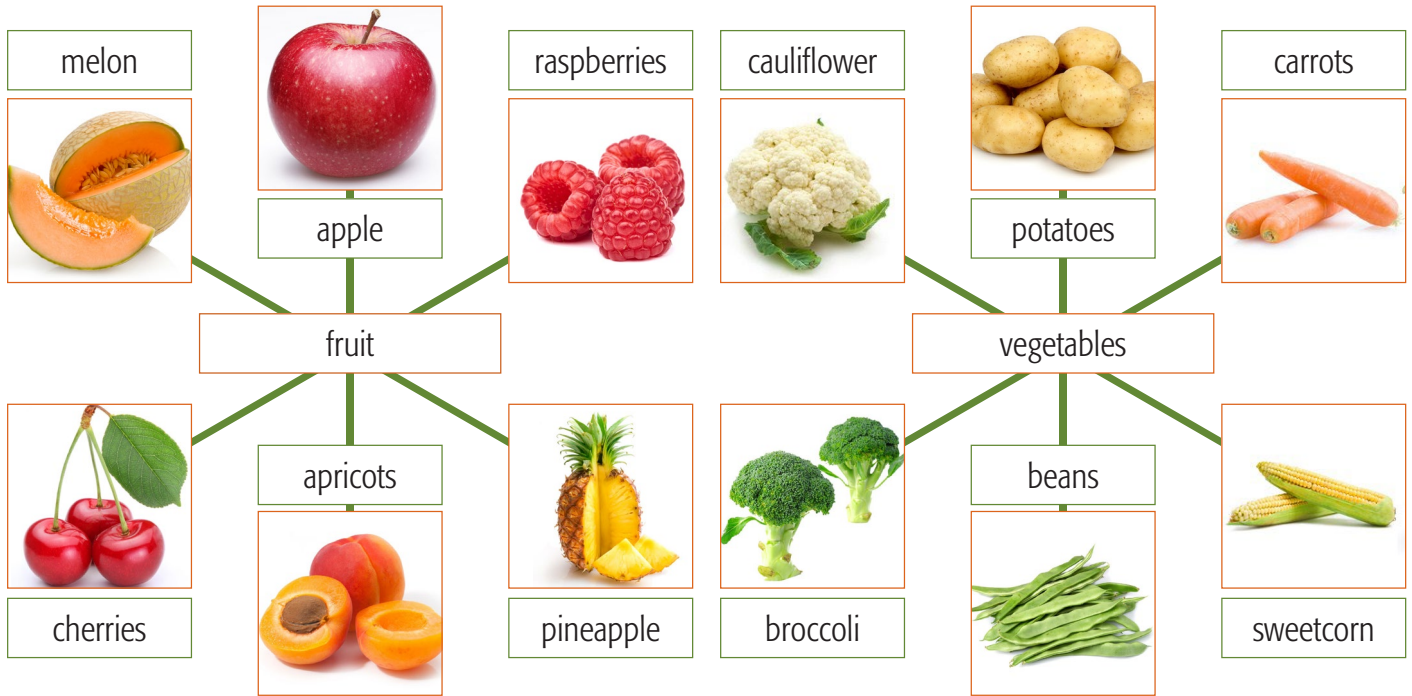 melon
apple
raspberries
fruit
cherries
apricots
pineapple
cauliflower
potatoes
carrots
vegetables
broccoli
beans
sweetcorn